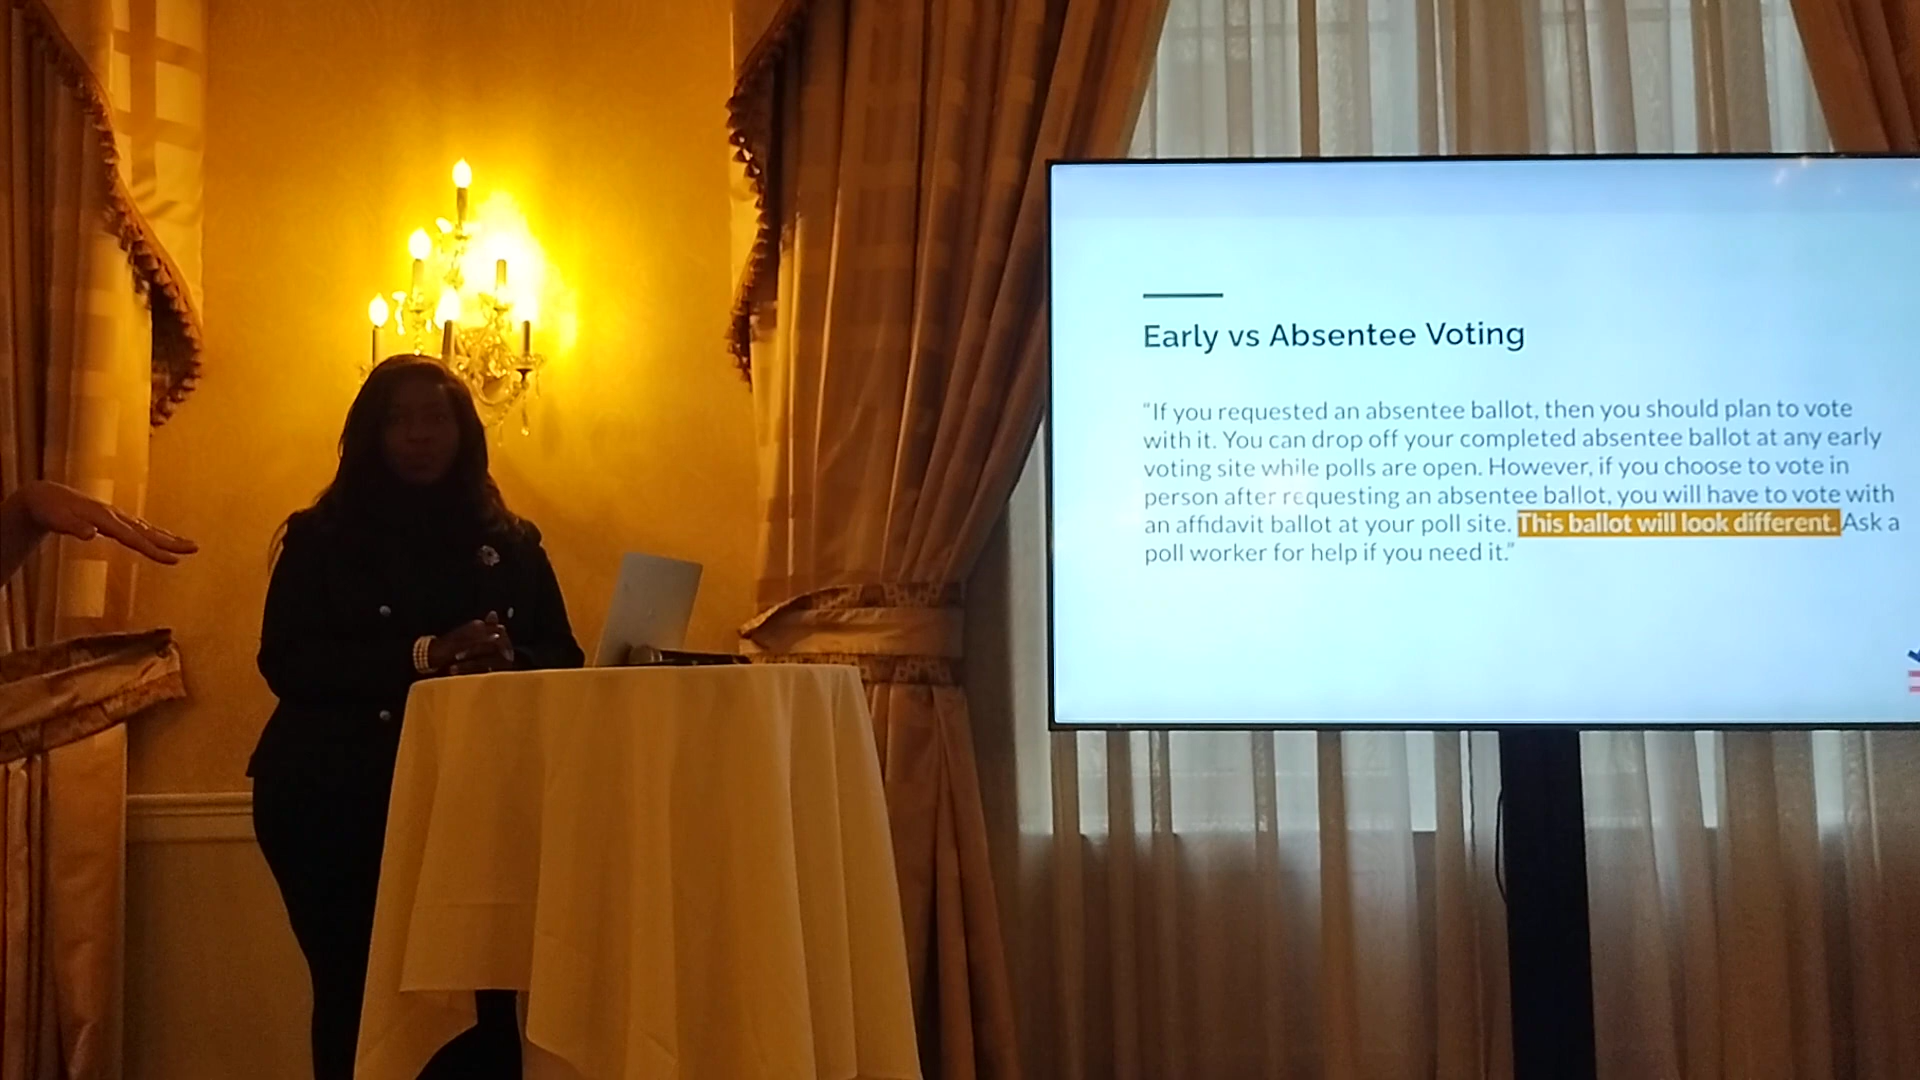 Early vs Absentee Voting
“If you requested an absentee ballot, then you should plan to vote
with it. You can drop off your completed absentee ballot at any early
voting site while polls are open. However, if you choose to vote in
person after requesting an absentee ballot, you will have to vote with
an affidavit ballot at your poll site. This ballot will look different. Ask a
poll worker for help if you need it.”